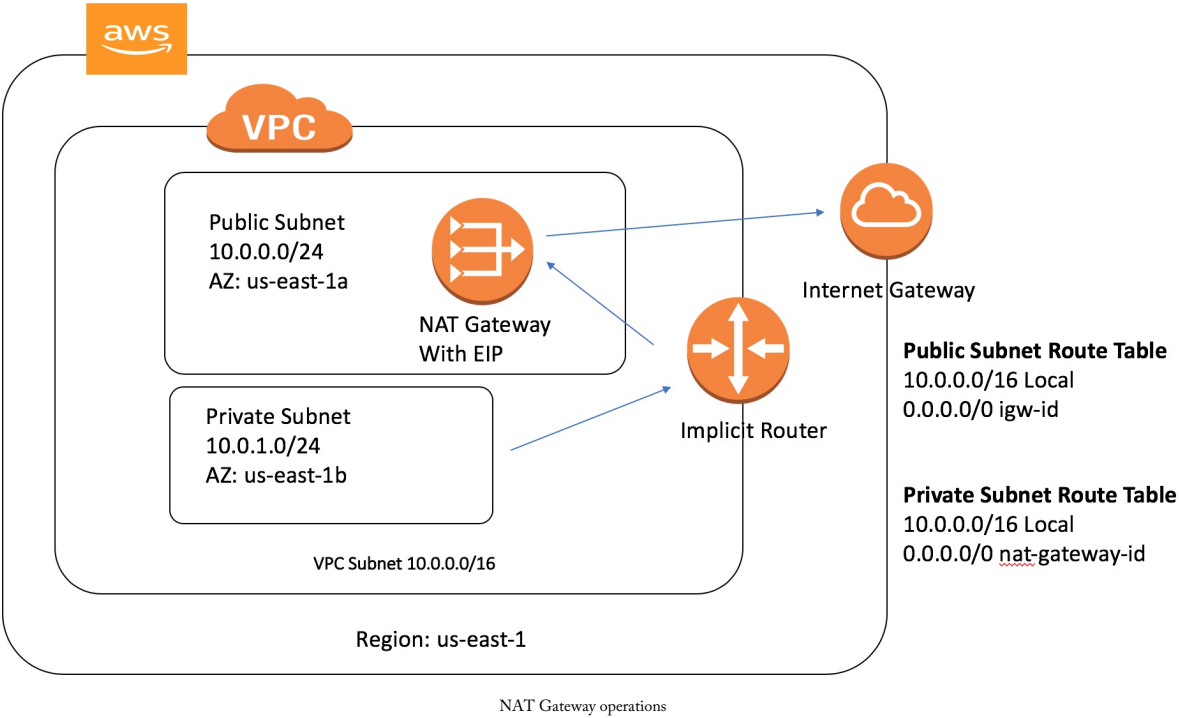 aws
VPC
Public Subnet
10.0.0.0/24
AZ: us-east-1a
NAT Gateway
With EIP
Private Subnet
10.0.1.0/24
AZ: us-east-1b
VPC Subnet 10.0.0.0/16
Region: us-east-1
Internet Gateway
Implicit Router
Public Subnet Route Table
10.0.0.0/16 Local
0.0.0.0/0 igw-id
Private Subnet Route Table
10.0.0.0/16 Local
0.0.0.0/0 nat-gateway-id
NAT Gateway operations